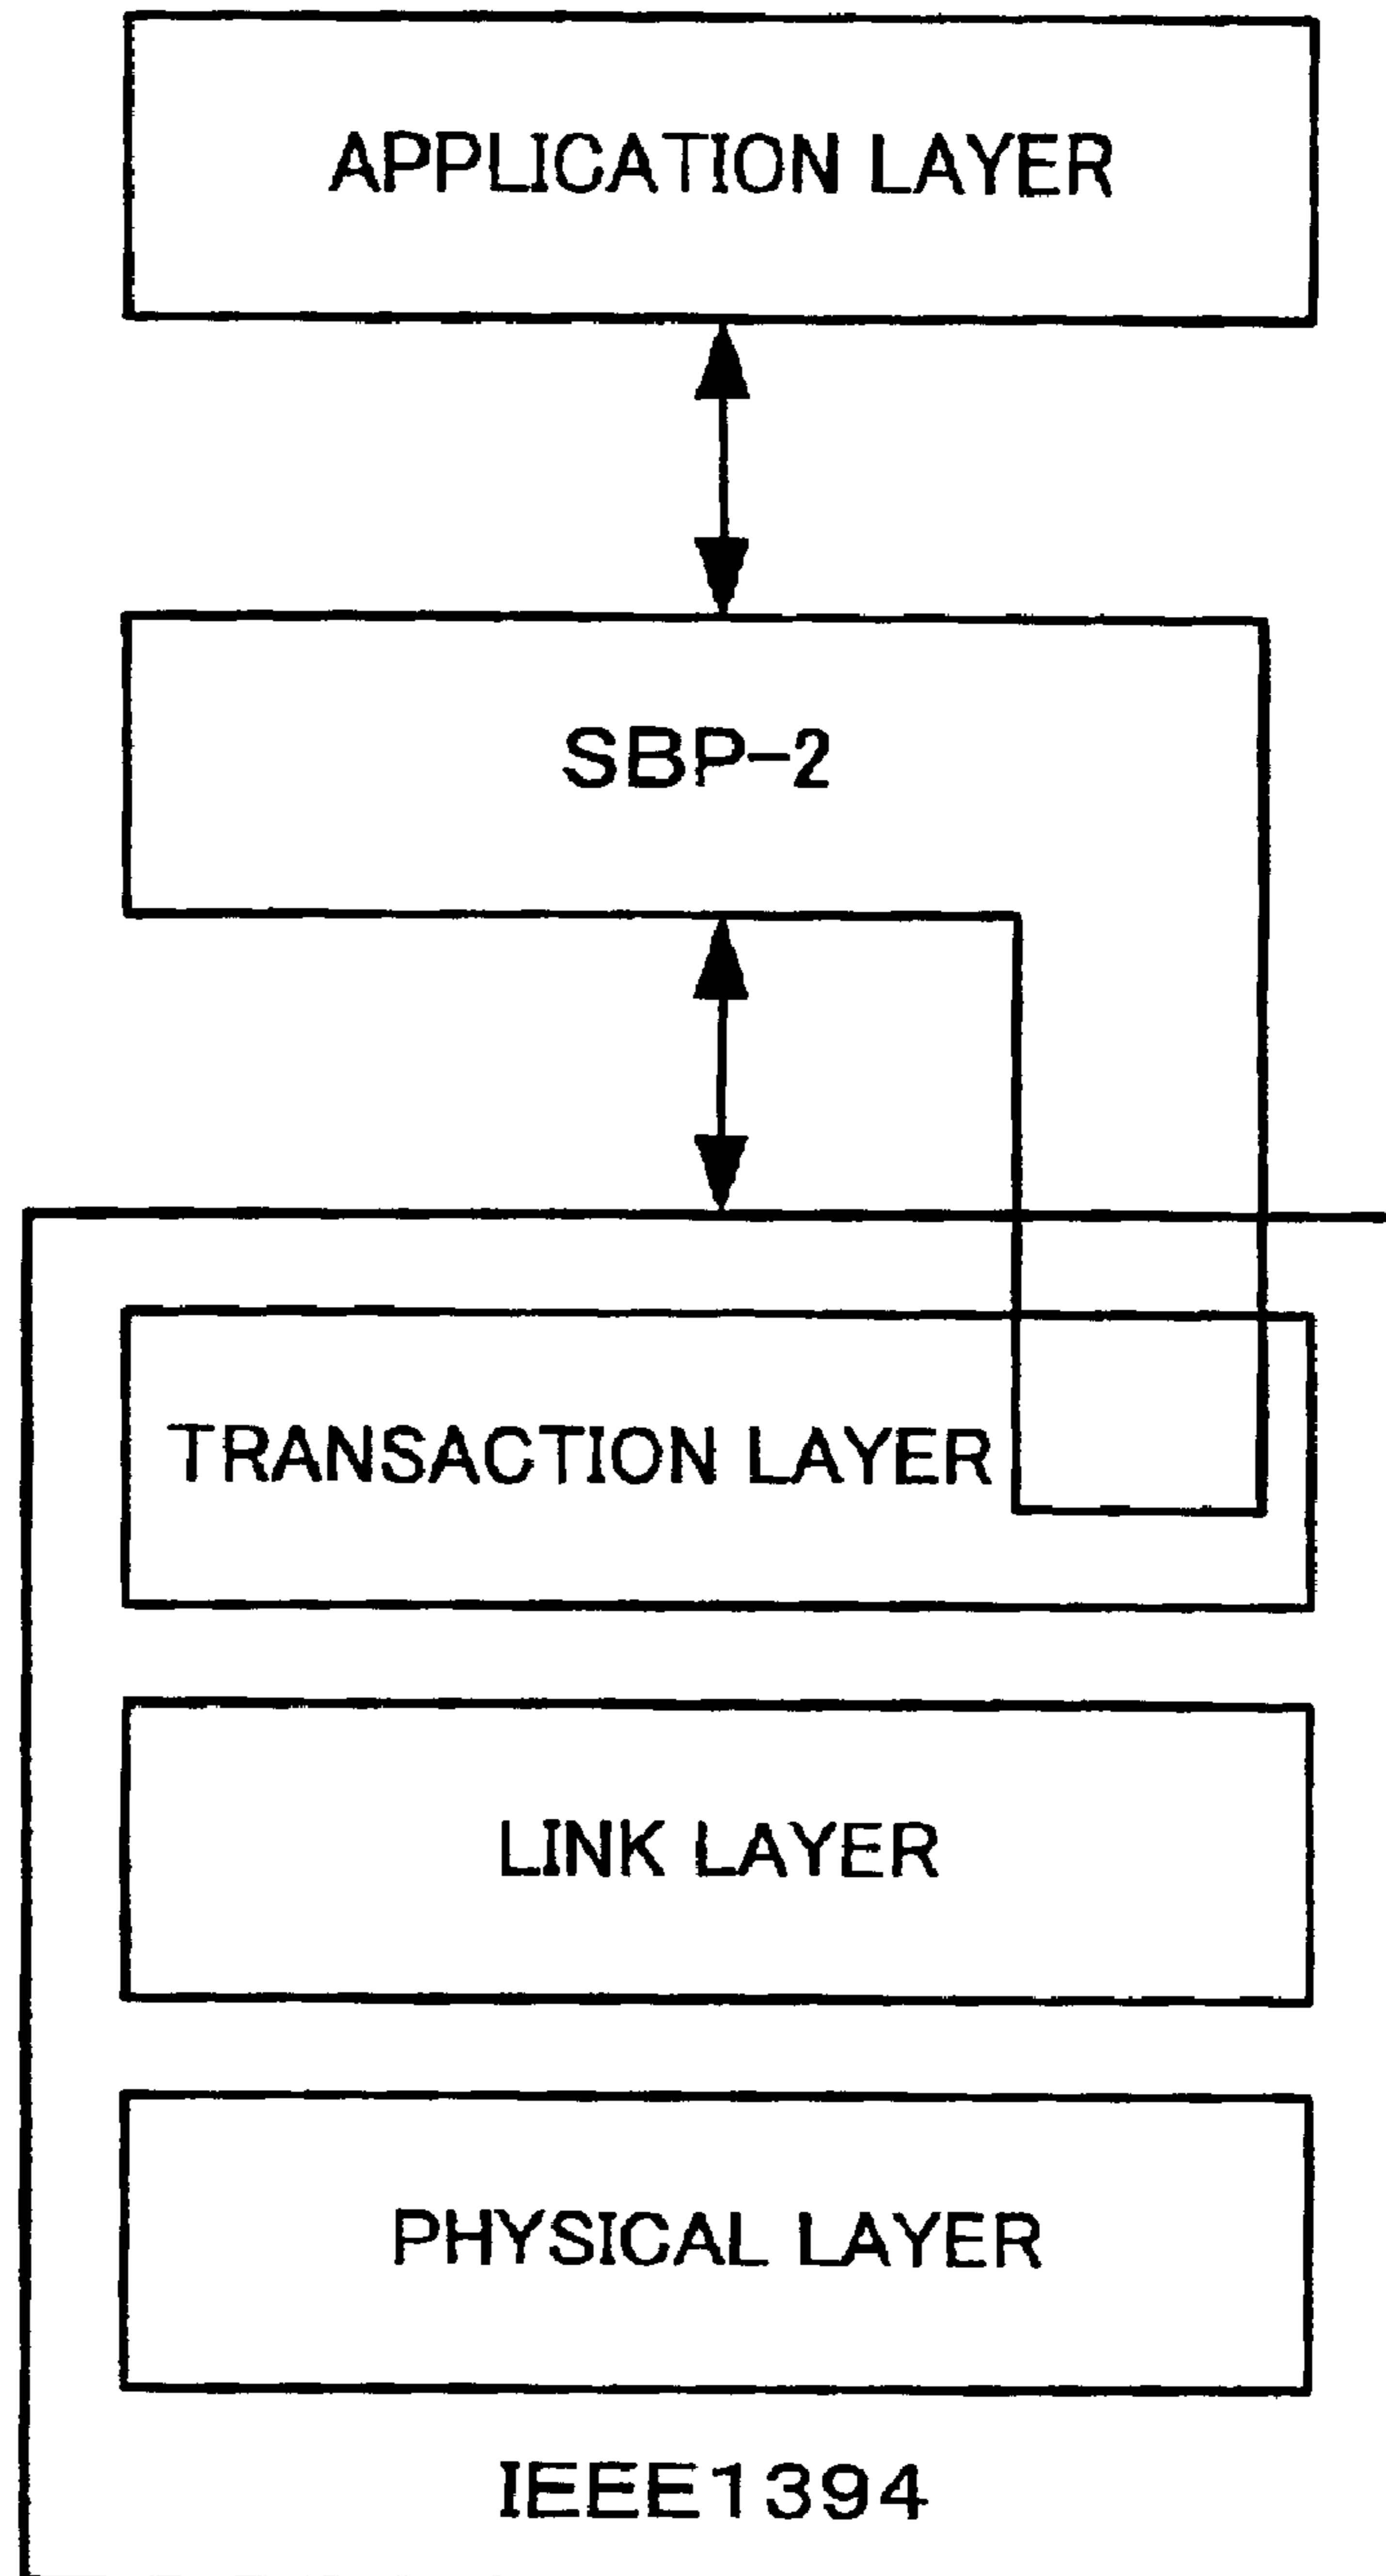 APPLICATION LAYER
SBP-2
TRANSACTION LAYER
LINK LAYER
PHYSICAL LAYER
IEEE1394